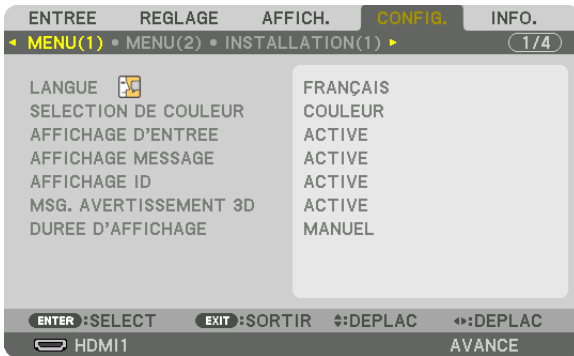 ENTREE REGLAGE AFFICH. CONFIG. INFO.
MENU(1) • MENU(2) • INSTALLATION(1) 1/4
LANGUE FRANÇAIS
SELECTION DE COULEUR COULEUR
AFFICHAGE D'ENTREE ACTIVE
AFFICHAGE MESSAGE ACTIVE
AFFICHAGE ID ACTIVE
MSG. AVERTISSEMENT 3D ACTIVE
DUREE D'AFFICHAGE MANUEL
ENTER :SELECT EXIT :SORTIR :DEPLAC :DEPLAC
HDMI1 AVANCE